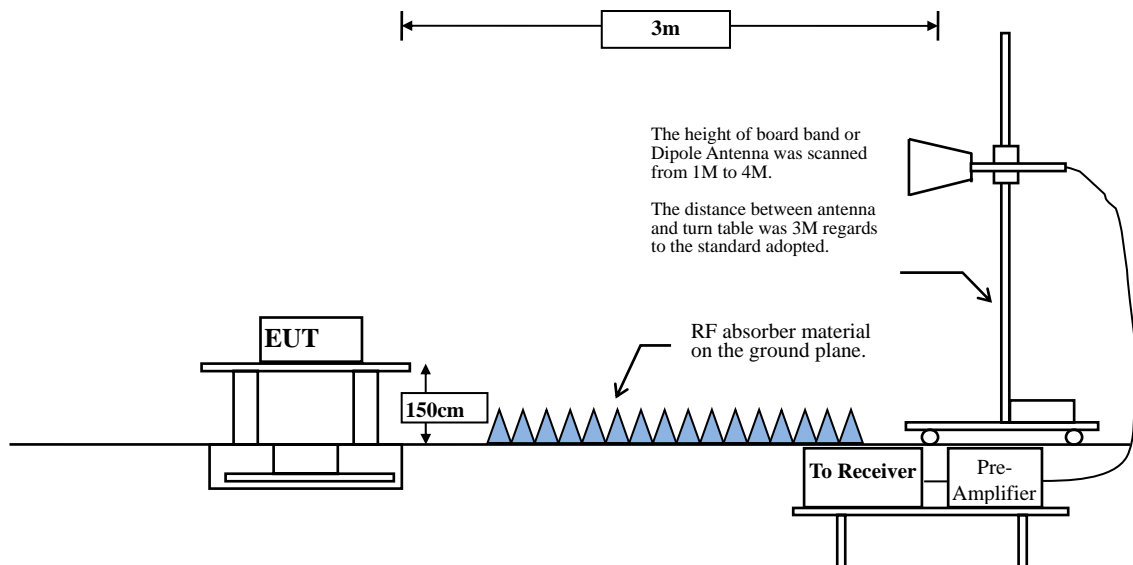 3m
The height of board band or
Dipole Antenna was scanned
from 1M to 4M.
The distance between antenna
and turn table was 3M regards
to the standard adopted.
EUT
RF absorber material
on the ground plane.
150cm
To Receiver
Pre-
Amplifier